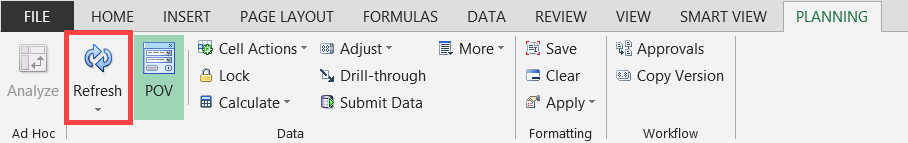 FILE HOME INSERT PAGE LAYOUT FORMULAS DATA REVIEW VIEW SMART VIEW PLANNING
Cell Actions Adjust More Save Approvals
Lock Drill-through Clear Copy Version
Analyze Refresh POV
Calculate Submit Data Apply
Ad Hoc Data Formatting Workflow